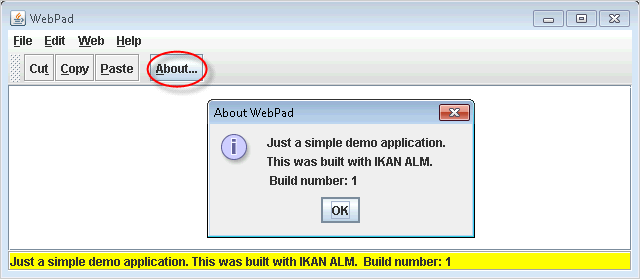 WebPad
File Edit Web Help
Cut Copy Paste About...
About WebPad
Just a simple demo application.
This was built with IKAN ALM.
Build number: 1
OK
Just a simple demo application. This was built with IKAN ALM. Build number: 1